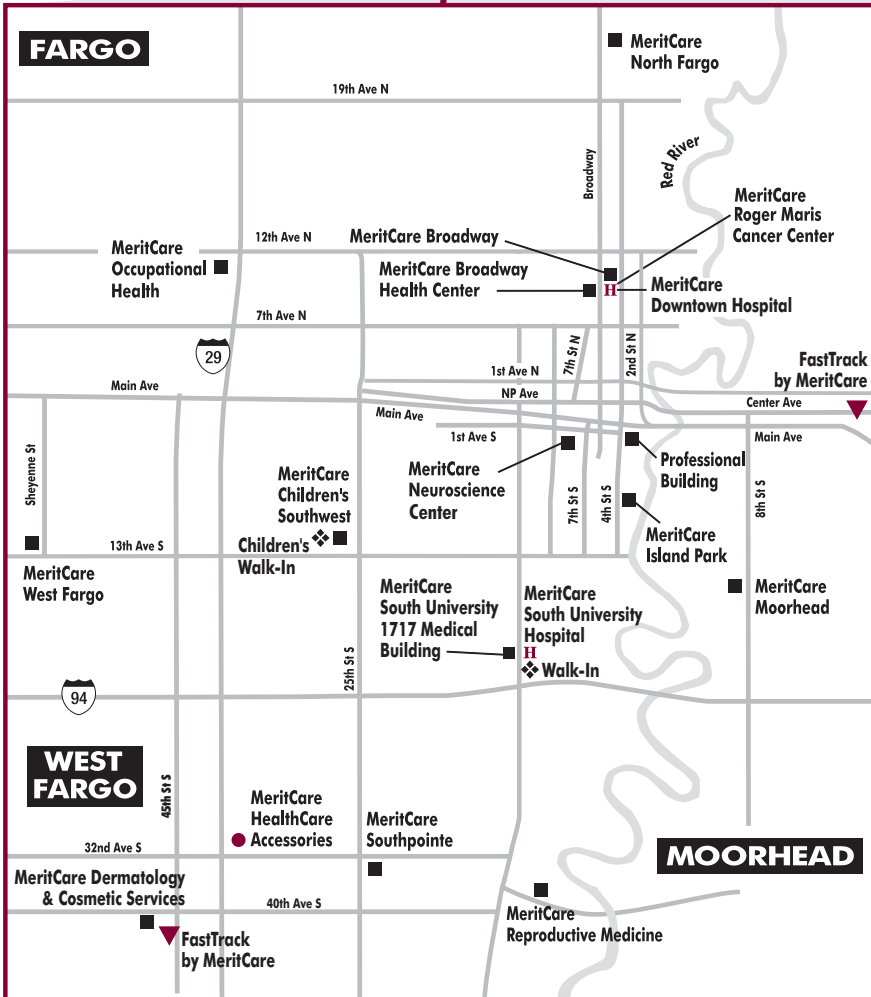 FARGO
MeritCare
North Fargo
19th Ave N
Broadway
Red River
MeritCare
Roger Maris
Cancer Center
12th Ave N
MeritCare Broadway
MeritCare
Occupational
Health
MeritCare Broadway
Health Center
H
MeritCare
Downtown Hospital
7th Ave N
29
7th St N
2nd St N
FastTrack
by MeritCare
1st Ave N
Main Ave
NP Ave
Center Ave
Main Ave
1st Ave S
Main Ave
Sheyenne St
MeritCare
Children's
Southwest
MeritCare
Neuroscience
Center
Professional
Building
7th St S
4th St S
8th St S
13th Ave S
Children's
Walk-In
MeritCare
Island Park
MeritCare
West Fargo
MeritCare
South University
1717 Medical
Building
MeritCare
South University
Hospital
H
Walk-In
MeritCare
Moorhead
25th St S
94
WEST
FARGO
45th St S
MeritCare
HealthCare
Accessories
MeritCare
Southpointe
32nd Ave S
MOORHEAD
MeritCare Dermatology
& Cosmetic Services
40th Ave S
MeritCare
Reproductive Medicine
FastTrack
by MeritCare